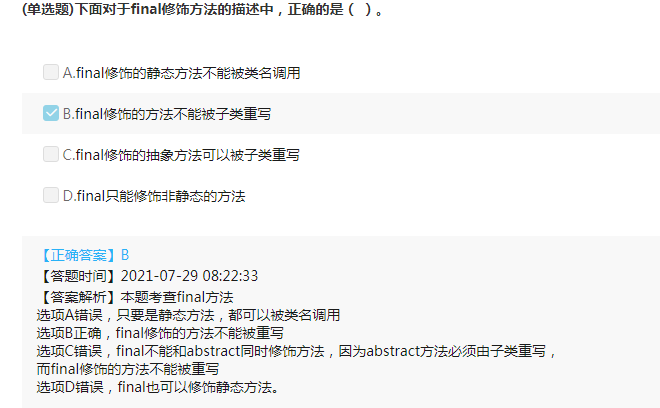 (单选题)下面对于final修饰方法的描述中，正确的是（ ）。
A.final修饰的静态方法不能被类名调用
B.final修饰的方法不能被子类重写
C.final修饰的抽象方法可以被子类重写
D.final只能修饰非静态的方法
【正确答案】B
【答题时间】2021-07-29 08:22:33
【答案解析】本题考查final方法
选项A错误，只要是静态方法，都可以被类名调用
选项B正确，final修饰的方法不能被重写
选项C错误，final不能和abstract同时修饰方法，因为abstract方法必须由子类重写，
而final修饰的方法不能被重写
选项D错误，final也可以修饰静态方法。